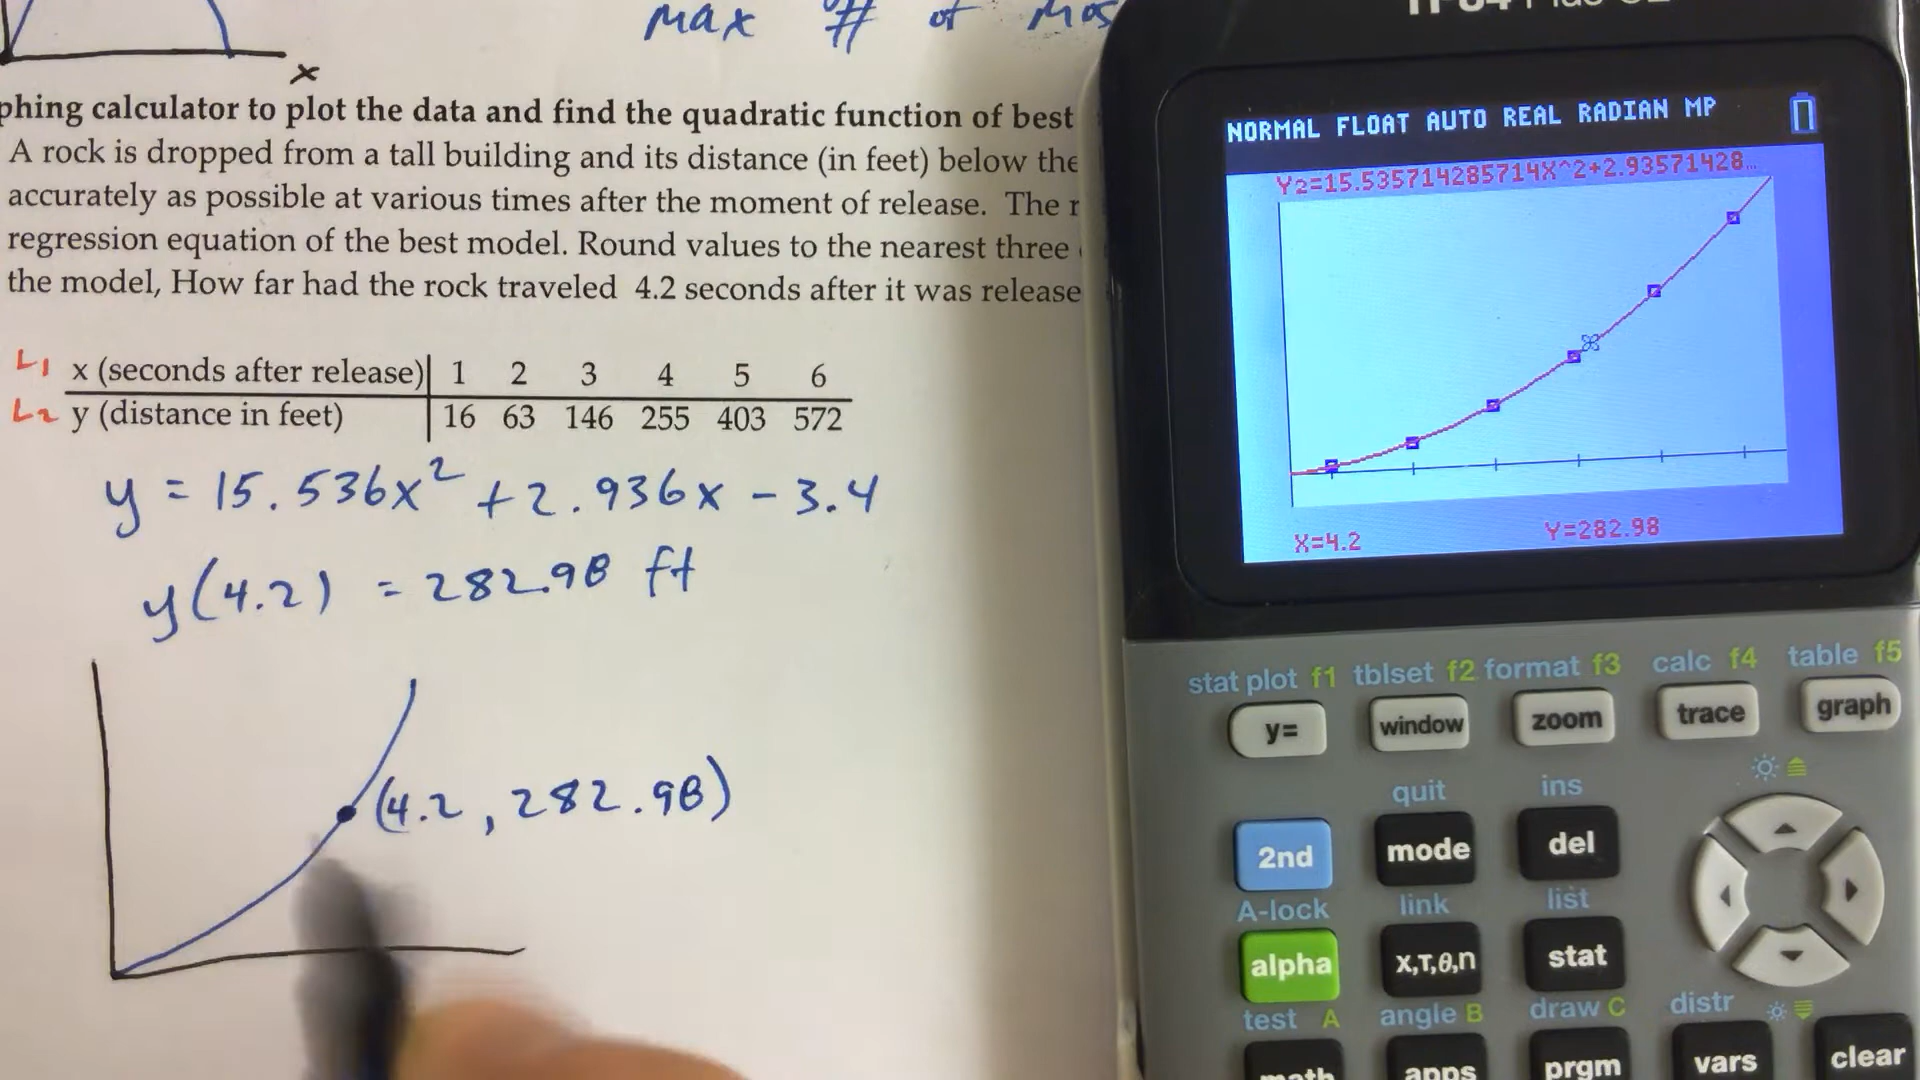 max # of mos
x
phing calculator to plot the data and find the quadratic function of best
A rock is dropped from a tall building and its distance (in feet) below the
accurately as possible at various times after the moment of release. The r
regression equation of the best model. Round values to the nearest three
the model, How far had the rock traveled 4.2 seconds after it was release
L1 x (seconds after release) 1 2 3 4 5 6
L2 y (distance in feet) 16 63 146 255 403 572
y = 15.536x² + 2.936x - 3.4
y(4.2) = 282.98 ft
(4.2, 282.98)
NORMAL FLOAT AUTO REAL RADIAN MP
Y2=15.535714285714X^2+2.93571428...
X=4.2 Y=282.98
stat plot f1 tblset f2 format f3 calc f4 table f5
y= window zoom trace graph
quit ins
2nd mode del
A-lock link list
alpha x,T,θ,n stat
test A angle B draw C distr
math apps prgm vars clear